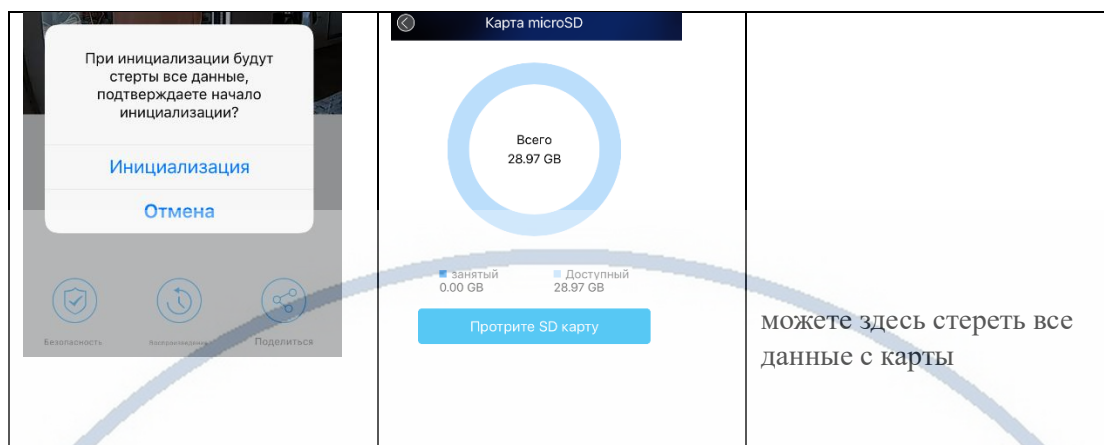 При инициализации будут
стерты все данные,
подтверждаете начало
инициализации?
Инициализация
Отмена
Безопасность
Воспроизведение
Поделиться
Карта microSD
Всего
28.97 GB
занятый
0.00 GB
Доступный
28.97 GB
Протрите SD карту
можете здесь стереть все
данные с карты